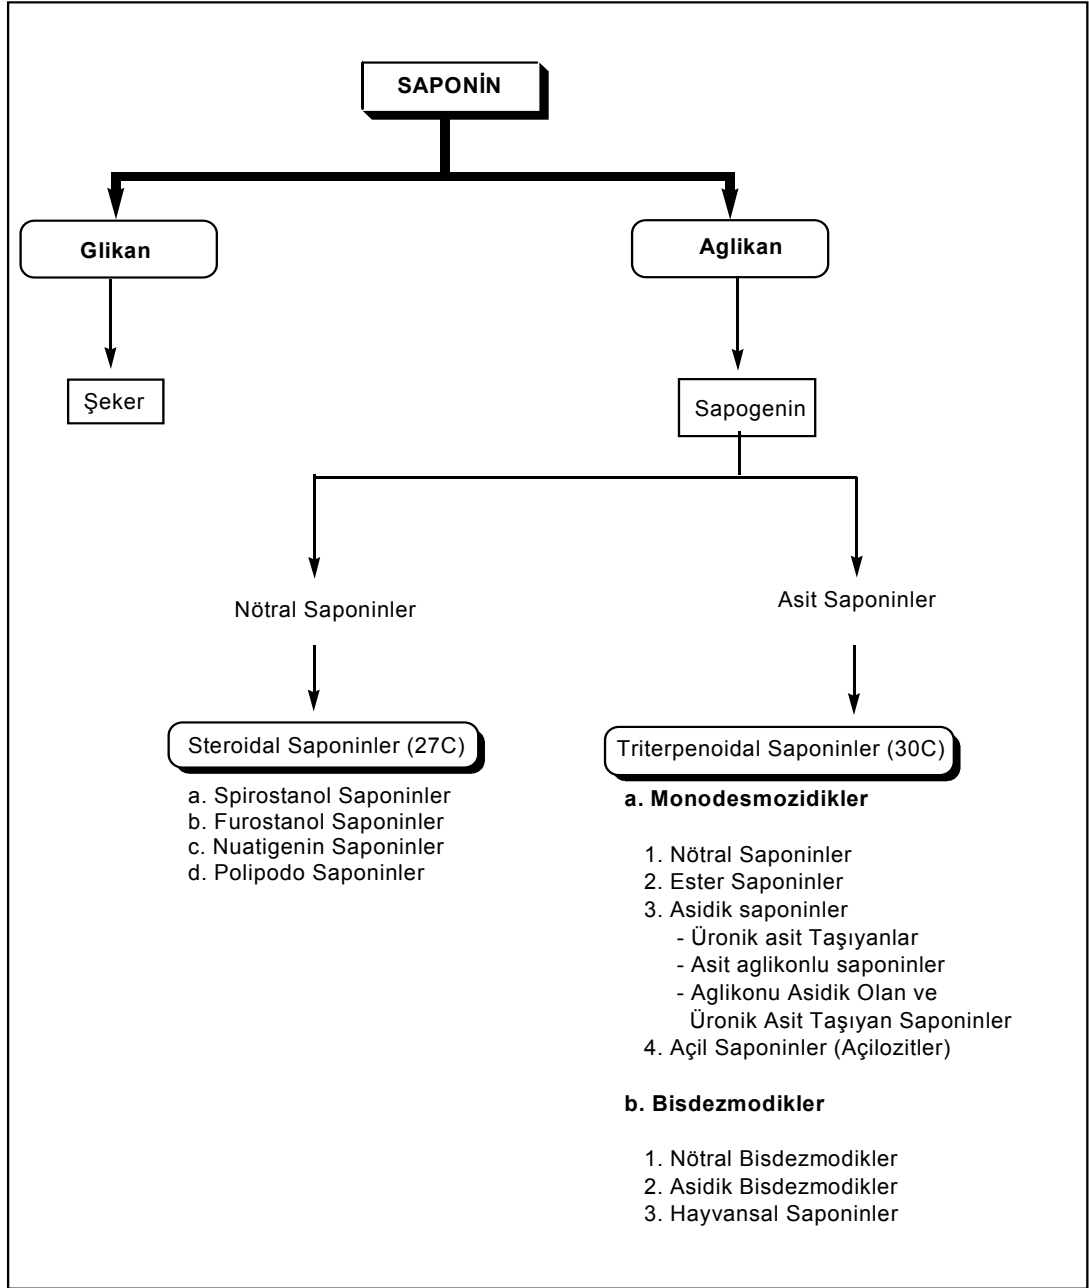 SAPONİN
Glikan
Aglikan
Şeker
Sapogenin
Nötral Saponinler
Asit Saponinler
Steroidal Saponinler (27C)
a. Spirostanol Saponinler
b. Furostanol Saponinler
c. Nuatigenin Saponinler
d. Polipodo Saponinler
Triterpenoidal Saponinler (30C)
a. Monodesmozidikler
1. Nötral Saponinler
2. Ester Saponinler
3. Asidik saponinler
- Üronik asit Taşıyanlar
- Asit aglikonlu saponinler
- Aglikonu Asidik Olan ve
Üronik Asit Taşıyan Saponinler
4. Açil Saponinler (Açilozitler)
b. Bisdezmodikler
1. Nötral Bisdezmodikler
2. Asidik Bisdezmodikler
3. Hayvansal Saponinler